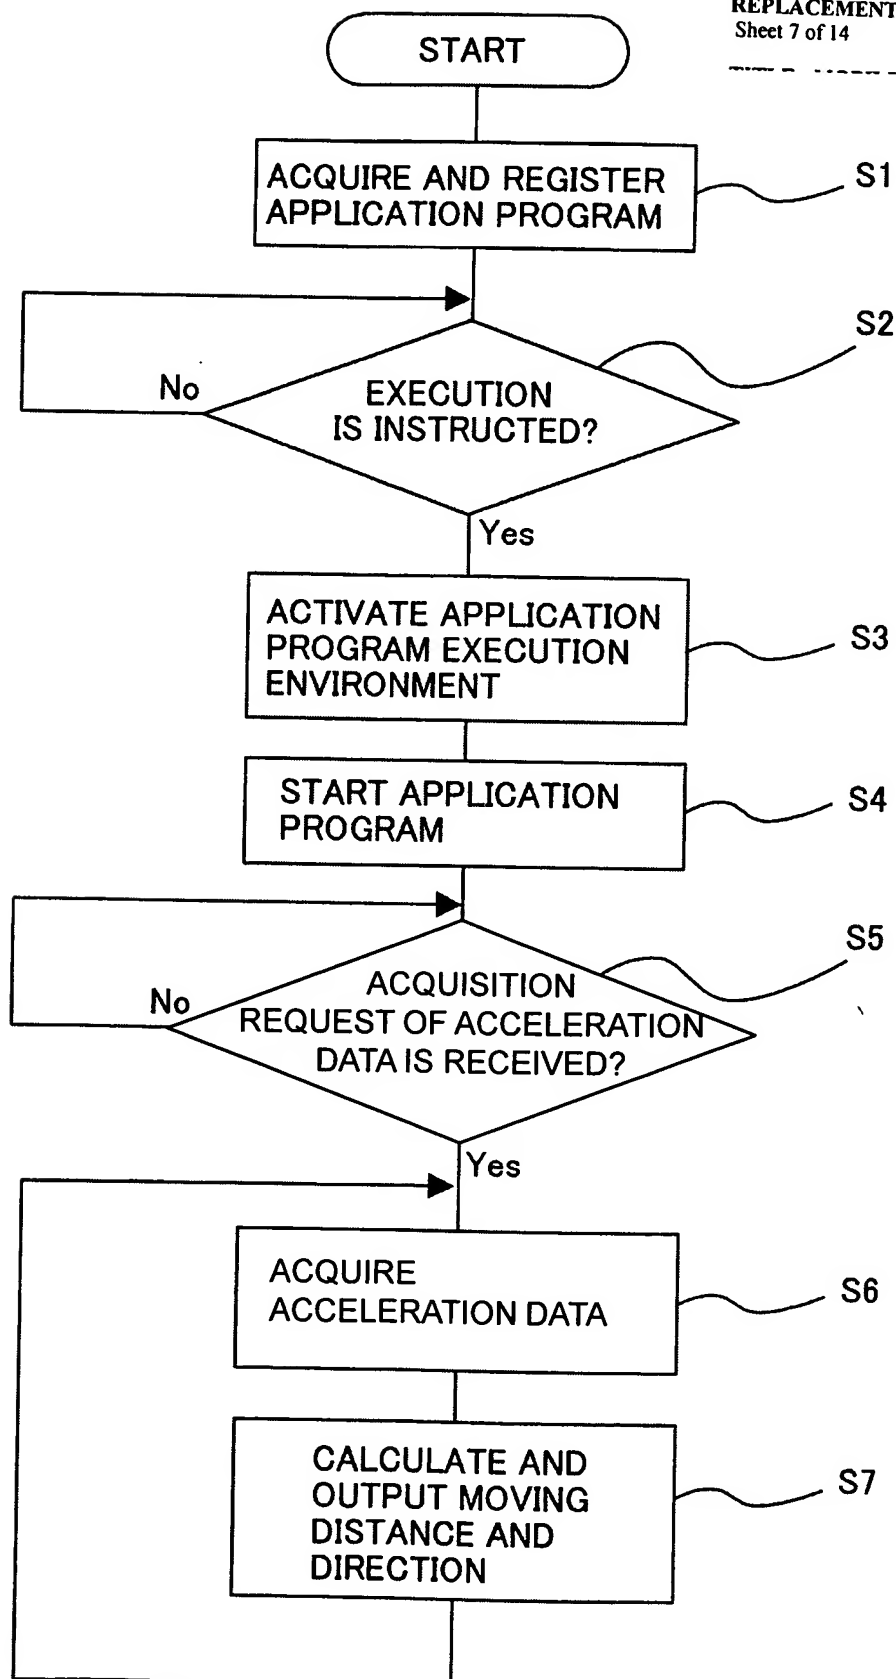 REPLACEMENT
Sheet 7 of 14
START
ACQUIRE AND REGISTER
APPLICATION PROGRAM
S1
S2
No
EXECUTION
IS INSTRUCTED?
Yes
ACTIVATE APPLICATION
PROGRAM EXECUTION
ENVIRONMENT
S3
START APPLICATION
PROGRAM
S4
S5
No
ACQUISITION
REQUEST OF ACCELERATION
DATA IS RECEIVED?
Yes
ACQUIRE
ACCELERATION DATA
S6
CALCULATE AND
OUTPUT MOVING
DISTANCE AND
DIRECTION
S7